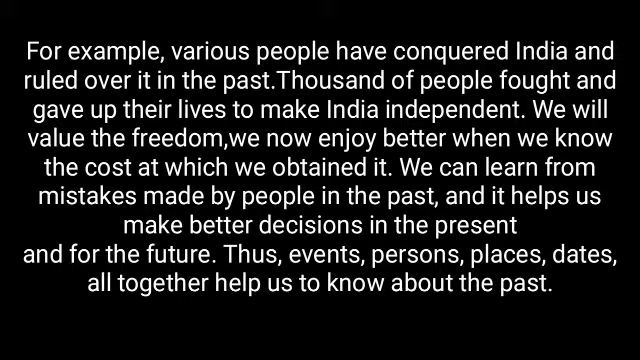 For example, various people have conquered India and
ruled over it in the past.Thousand of people fought and
gave up their lives to make India independent. We will
value the freedom,we now enjoy better when we know
the cost at which we obtained it. We can learn from
mistakes made by people in the past, and it helps us
make better decisions in the present
and for the future. Thus, events, persons, places, dates,
all together help us to know about the past.